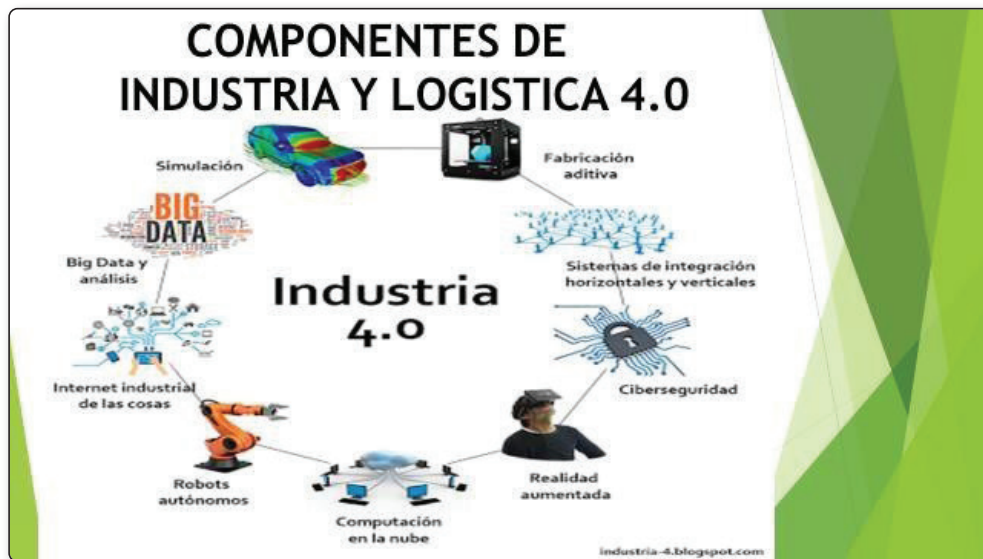 COMPONENTES DE
INDUSTRIA Y LOGISTICA 4.0
Simulación
Fabricación
aditiva
BIG
DATA
Big Data y
análisis
Sistemas de integración
horizontales y verticales
Industria
4.0
Internet industrial
de las cosas
Ciberseguridad
Robots
autónomos
Realidad
aumentada
Computación
en la nube
industria-4.blogspot.com